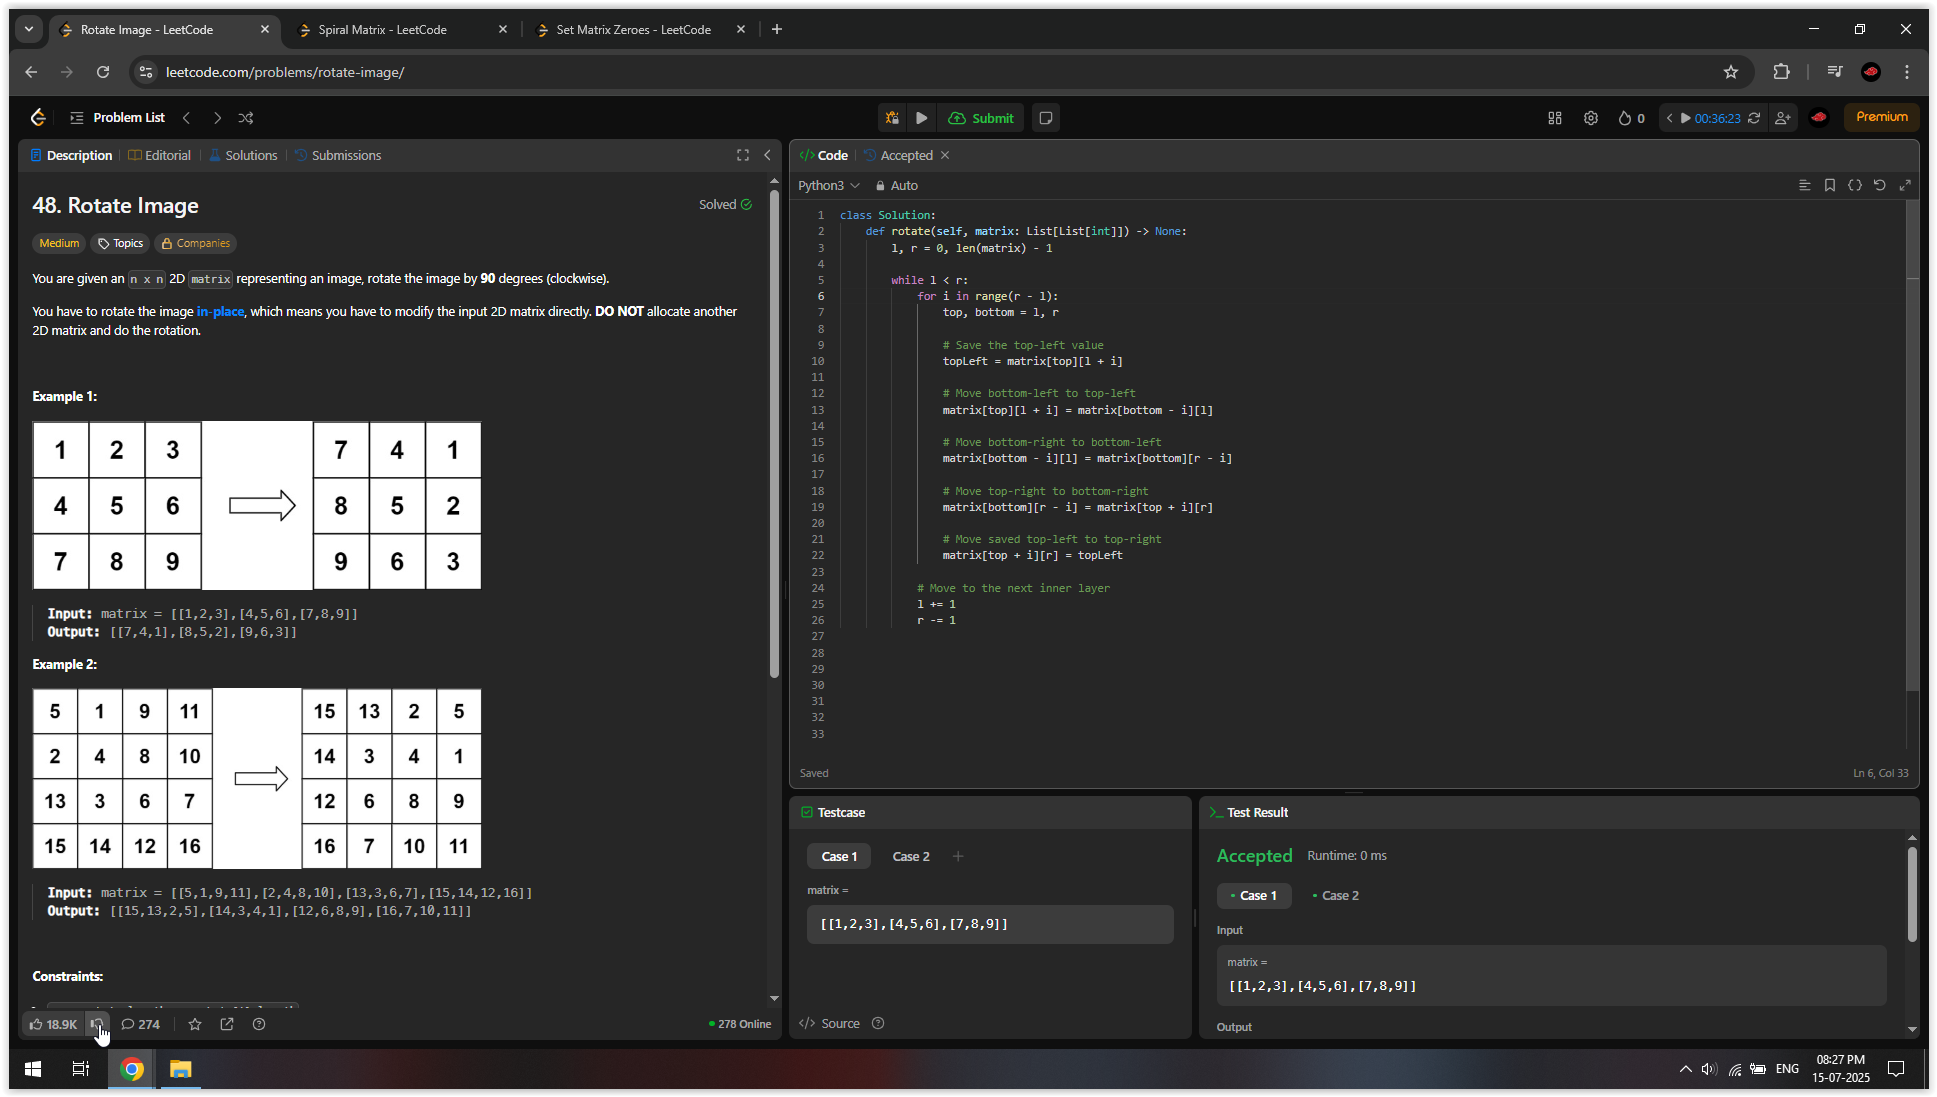 Rotate Image - LeetCode
Spiral Matrix - LeetCode
Set Matrix Zeroes - LeetCode
leetcode.com/problems/rotate-image/
Problem List
Submit
0
00:36:23
Premium
Description
Editorial
Solutions
Submissions
48. Rotate Image
Solved
Medium
Topics
Companies
You are given an n x n 2D matrix representing an image, rotate the image by 90 degrees (clockwise).
You have to rotate the image in-place, which means you have to modify the input 2D matrix directly. DO NOT allocate another
2D matrix and do the rotation.
Example 1:
1 2 3 7 4 1
4 5 6 8 5 2
7 8 9 9 6 3
Input: matrix = [[1,2,3],[4,5,6],[7,8,9]]
Output: [[7,4,1],[8,5,2],[9,6,3]]
Example 2:
5 1 9 11 15 13 2 5
2 4 8 10 14 3 4 1
13 3 6 7 12 6 8 9
15 14 12 16 16 7 10 11
Input: matrix = [[5,1,9,11],[2,4,8,10],[13,3,6,7],[15,14,12,16]]
Output: [[15,13,2,5],[14,3,4,1],[12,6,8,9],[16,7,10,11]]
Constraints:
18.9K
274
278 Online
</> Code
Accepted
Python3
Auto
1 class Solution:
2 def rotate(self, matrix: List[List[int]]) -> None:
3 l, r = 0, len(matrix) - 1
4
5 while l < r:
6 for i in range(r - l):
7 top, bottom = l, r
8
9 # Save the top-left value
10 topLeft = matrix[top][l + i]
11
12 # Move bottom-left to top-left
13 matrix[top][l + i] = matrix[bottom - i][l]
14
15 # Move bottom-right to bottom-left
16 matrix[bottom - i][l] = matrix[bottom][r - i]
17
18 # Move top-right to bottom-right
19 matrix[bottom][r - i] = matrix[top + i][r]
20
21 # Move saved top-left to top-right
22 matrix[top + i][r] = topLeft
23
24 # Move to the next inner layer
25 l += 1
26 r -= 1
27
28
29
30
31
32
33
Saved
Ln 6, Col 33
Testcase
Case 1
Case 2
matrix =
[[1,2,3],[4,5,6],[7,8,9]]
</> Source
>_ Test Result
Accepted
Runtime: 0 ms
Case 1
Case 2
Input
matrix =
[[1,2,3],[4,5,6],[7,8,9]]
Output
ENG
08:27 PM
15-07-2025